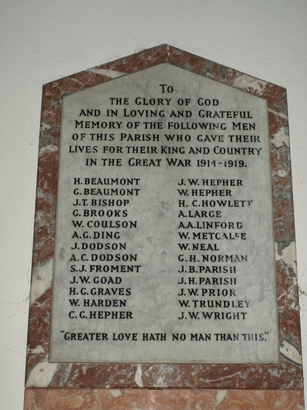 TO
THE GLORY OF GOD
AND IN LOVING AND GRATEFUL
MEMORY OF THE FOLLOWING MEN
OF THIS PARISH WHO GAVE THEIR
LIVES FOR THEIR KING AND COUNTRY
IN THE GREAT WAR 1914-1919.
H. BEAUMONT J.W. HEPHER
G. BEAUMONT W. HEPHER
J.T. BISHOP H.C. HOWLETT
G. BROOKS A. LARGE
W. COULSON A.A. LINFORD
A.G. DING W. METCALFE
J. DODSON W. NEAL
A.C. DODSON G.H. NORMAN
S.J. FROMENT J.B. PARISH
J.W. GOAD J.H. PARISH
H.G. GRAVES J.W. PRIOR
W. HARDEN W. TRUNDLEY
C.G. HEPHER J.W. WRIGHT
"GREATER LOVE HATH NO MAN THAN THIS."